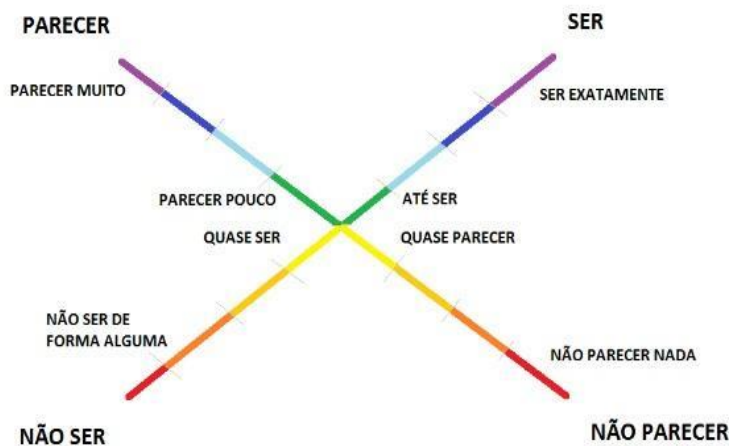 PARECER
SER
PARECER MUITO
SER EXATAMENTE
PARECER POUCO
ATÉ SER
QUASE SER
QUASE PARECER
NÃO SER DE
FORMA ALGUMA
NÃO PARECER NADA
NÃO SER
NÃO PARECER